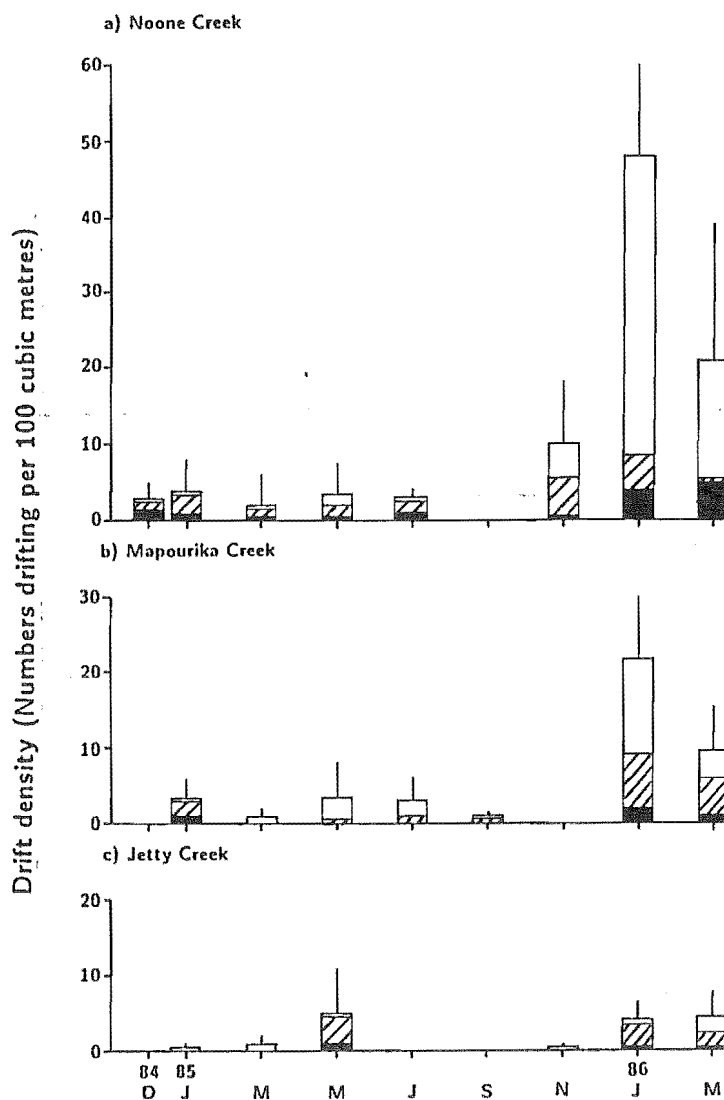 a) Noone Creek
60
50
40
30
20
10
0
b) Mapourika Creek
30
20
10
0
c) Jetty Creek
20
10
0
Drift density (Numbers drifting per 100 cubic metres)
84 85 86
D J M M J S N J M